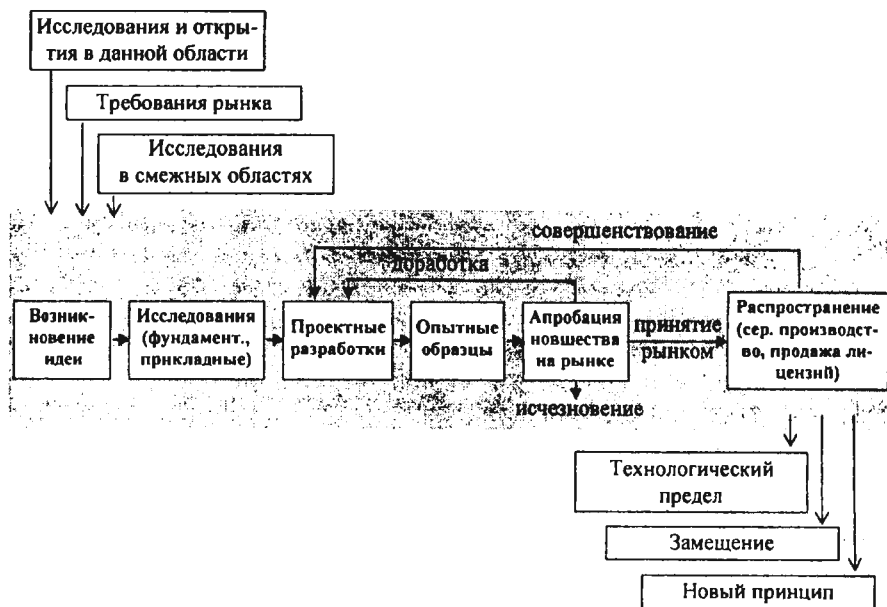 Исследования и откры-
тия в данной области
Требования рынка
Исследования
в смежных областях
совершенствование
доработка
Возник-
новение
идеи
Исследования
(фундамент.,
прикладные)
Проектные
разработки
Опытные
образцы
Апробация
новшества
на рынке
принятие
рынком
Распространение
(сер. производст-
во, продажа ли-
цензий)
исчезновение
Технологический
предел
Замещение
Новый принцип